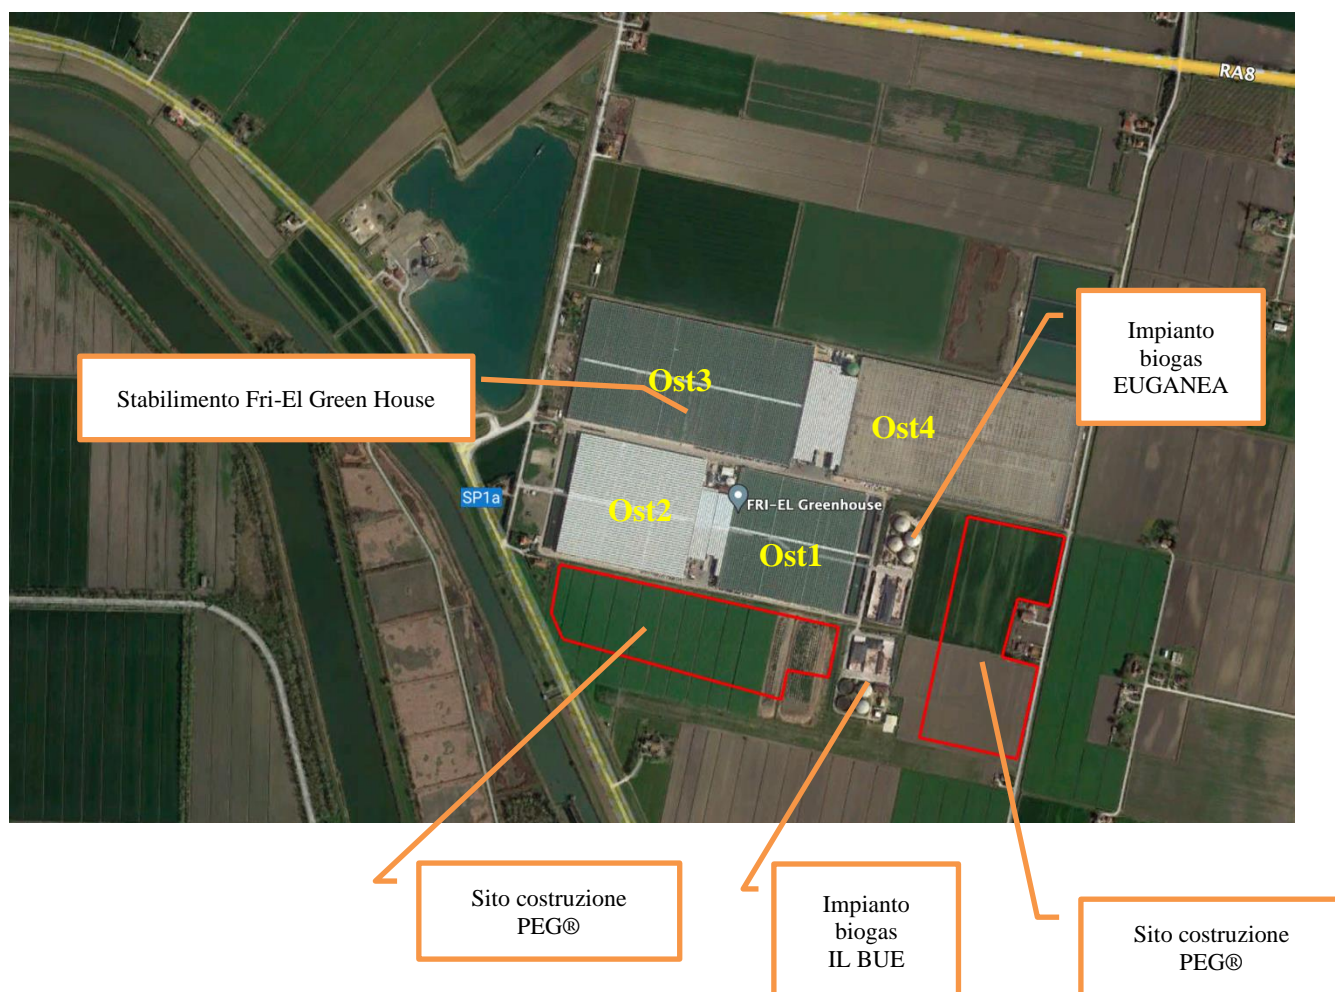 RA8
Impianto
biogas
EUGANEA
Stabilimento Fri-El Green House
Ost3
Ost4
SP1a
Ost2
FRI-EL Greenhouse
Ost1
Sito costruzione
PEG®
Impianto
biogas
IL BUE
Sito costruzione
PEG®